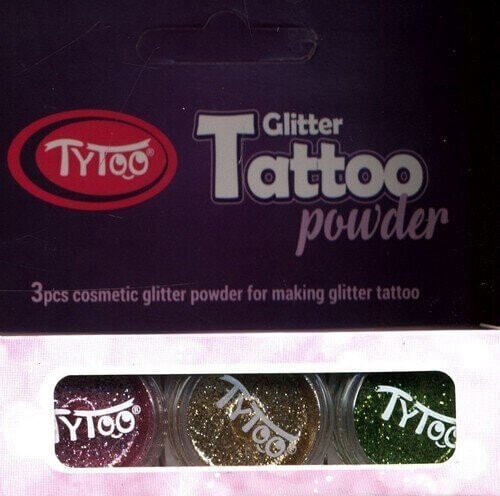 TyToo®
Glitter
Tattoo
powder
3pcs cosmetic glitter powder for making glitter tattoo
TyToo®
TyToo
TyToo